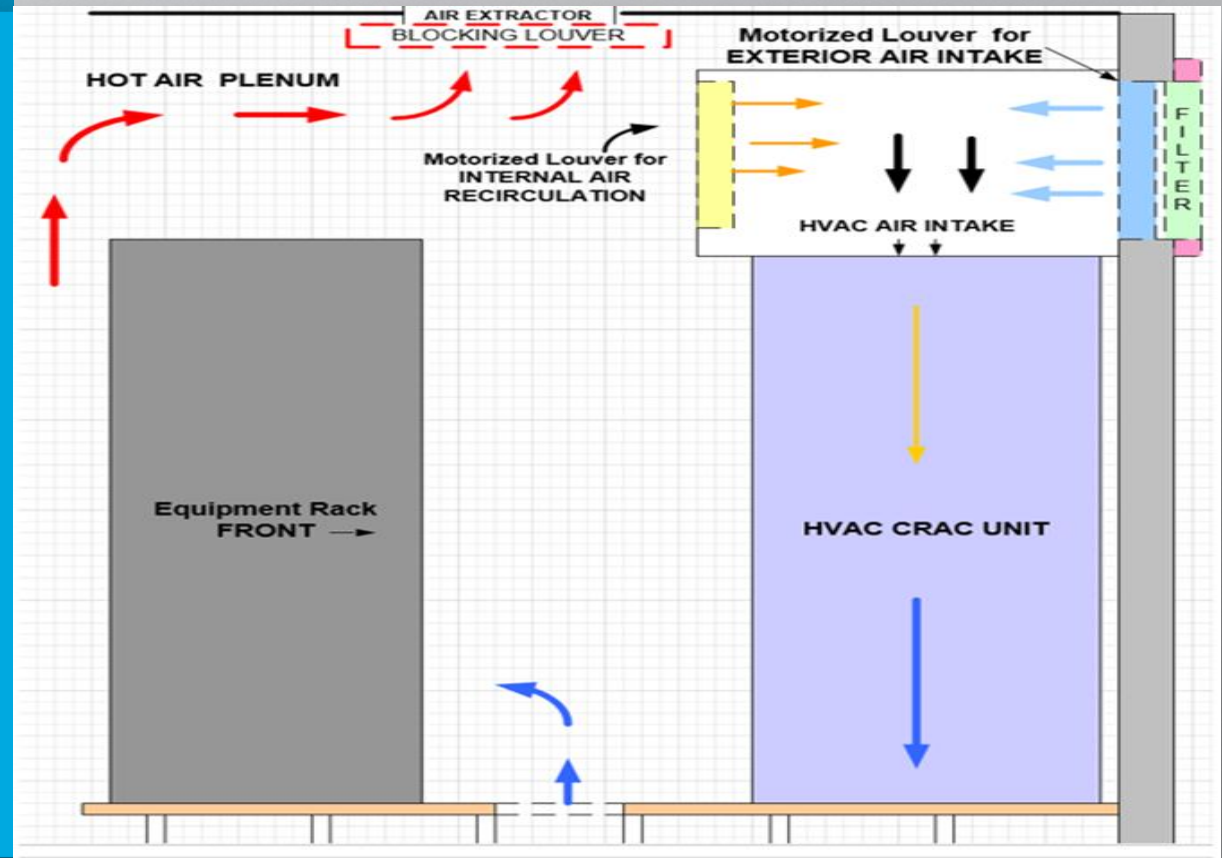 AIR EXTRACTOR
BLOCKING LOUVER
Motorized Louver for
EXTERIOR AIR INTAKE
HOT AIR PLENUM
FILTER
Motorized Louver for
INTERNAL AIR
RECIRCULATION
HVAC AIR INTAKE
Equipment Rack
FRONT
HVAC CRAC UNIT